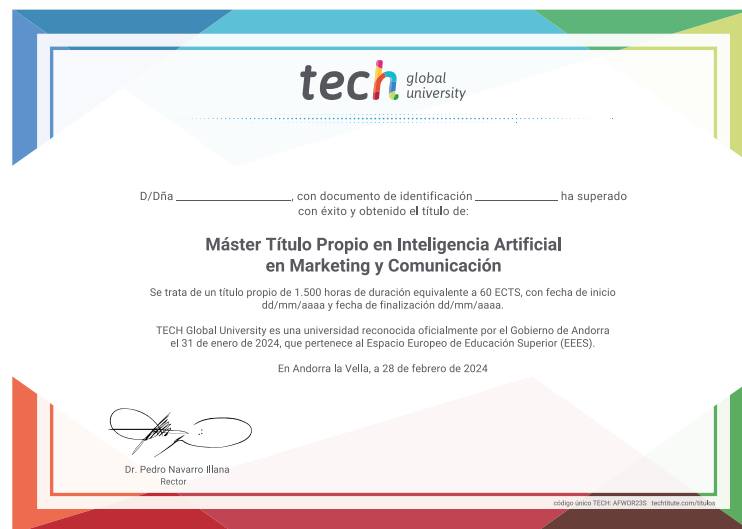 tech global university
D/Dña ____________________, con documento de identificación ______________ ha superado
con éxito y obtenido el título de:
Máster Título Propio en Inteligencia Artificial
en Marketing y Comunicación
Se trata de un título propio de 1.500 horas de duración equivalente a 60 ECTS, con fecha de inicio
dd/mm/aaaa y fecha de finalización dd/mm/aaaa.
TECH Global University es una universidad reconocida oficialmente por el Gobierno de Andorra
el 31 de enero de 2024, que pertenece al Espacio Europeo de Educación Superior (EEES).
En Andorra la Vella, a 28 de febrero de 2024
Dr. Pedro Navarro Illana
Rector
código único TECH: AFWOR23S techtitute.com/titulos